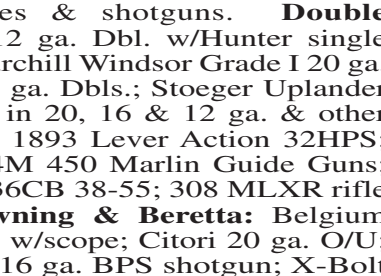 es & shotguns. Double
12 ga. Dbl. w/Hunter single
rchill Windsor Grade I 20 ga.
ga. Dbls.; Stoeger Uplander
in 20, 16 & 12 ga. & other
1893 Lever Action 32HPS;
4M 450 Marlin Guide Guns;
36CB 38-55; 308 MLXR rifle
wning & Beretta: Belgium
w/scope; Citori 20 ga. O/U;
16 ga. BPS shotgun; X-Bolt